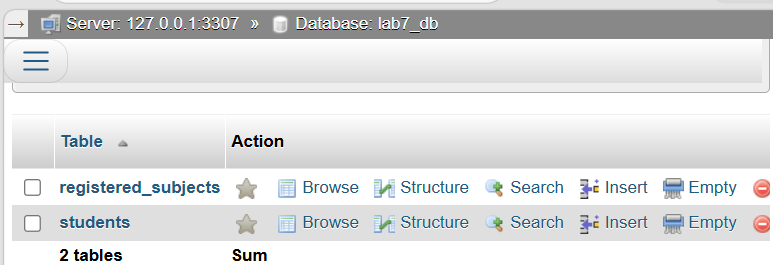 Server: 127.0.0.1:3307 » Database: lab7_db
Table Action
registered_subjects Browse Structure Search Insert Empty
students Browse Structure Search Insert Empty
2 tables Sum